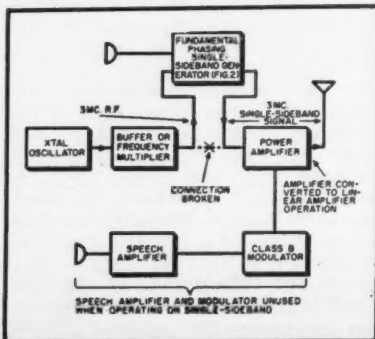 FUNDAMENTAL
PHASING
SINGLE-
SIDEBAND GEN-
ERATOR (FIG.2)
3MC. R.F.
3MC.
SINGLE-SIDEBAND
SIGNAL
XTAL
OSCILLATOR
BUFFER OR
FREQUENCY
MULTIPLIER
POWER
AMPLIFIER
CONNECTION
BROKEN
AMPLIFIER CON-
VERTED TO LIN-
EAR AMPLIFIER
OPERATION
SPEECH
AMPLIFIER
CLASS B
MODULATOR
SPEECH AMPLIFIER AND MODULATOR UNUSED
WHEN OPERATING ON SINGLE-SIDEBAND